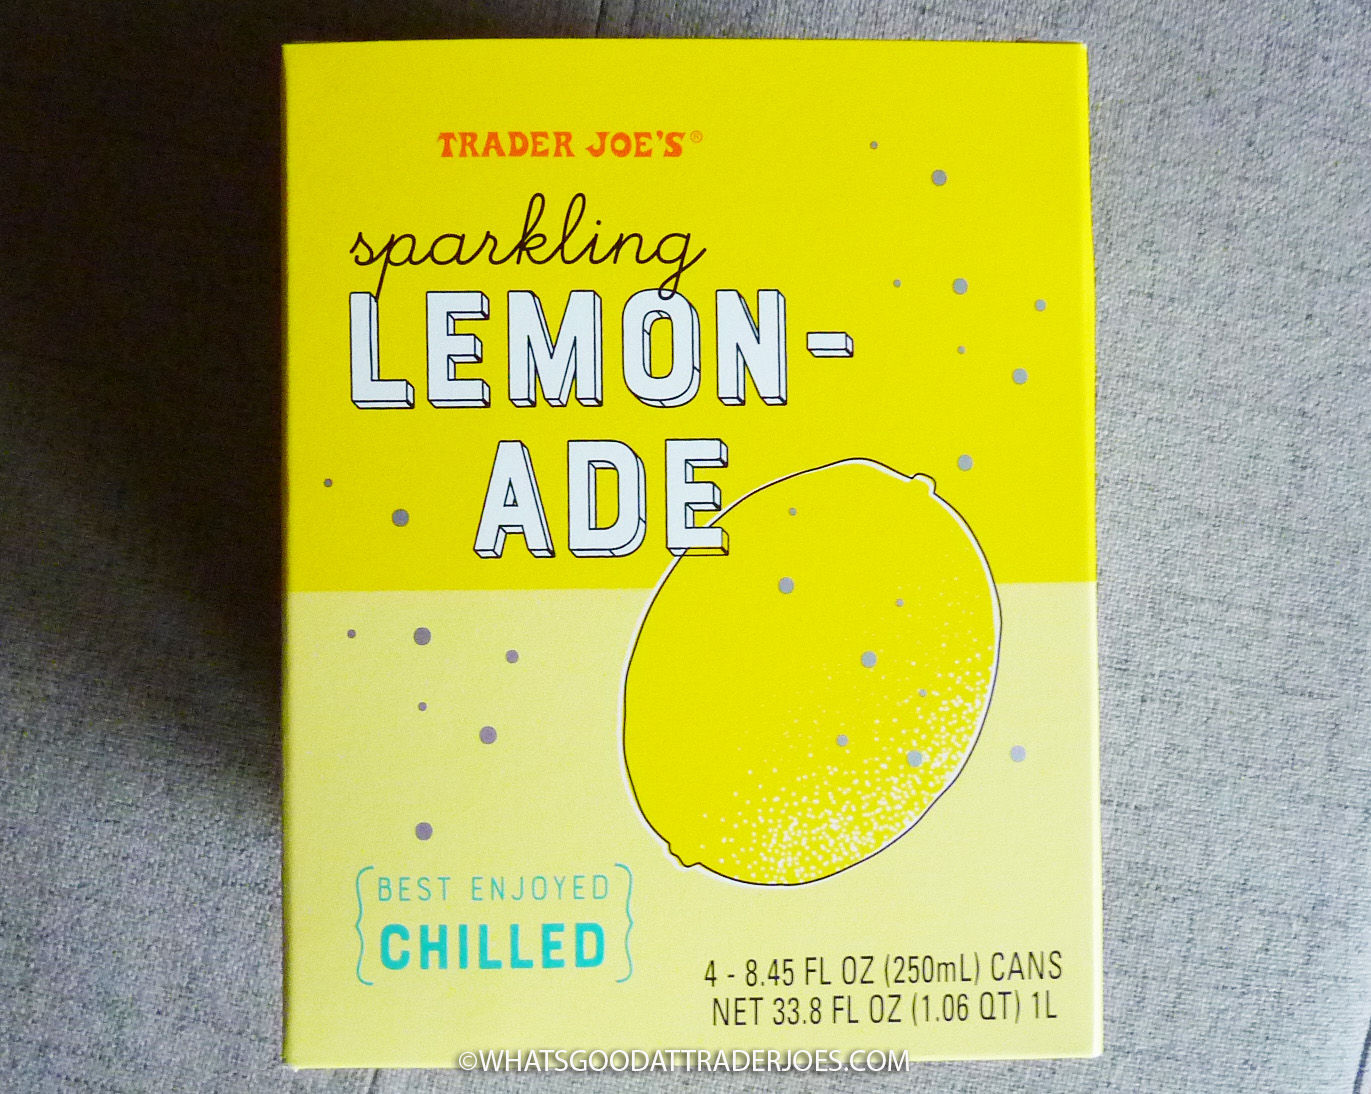 TRADER JOE'S®
sparkling
LEMON-
ADE
BEST ENJOYED
CHILLED
4 - 8.45 FL OZ (250mL) CANS
NET 33.8 FL OZ (1.06 QT) 1L
©WHATSGOODATTRADERJOES.COM